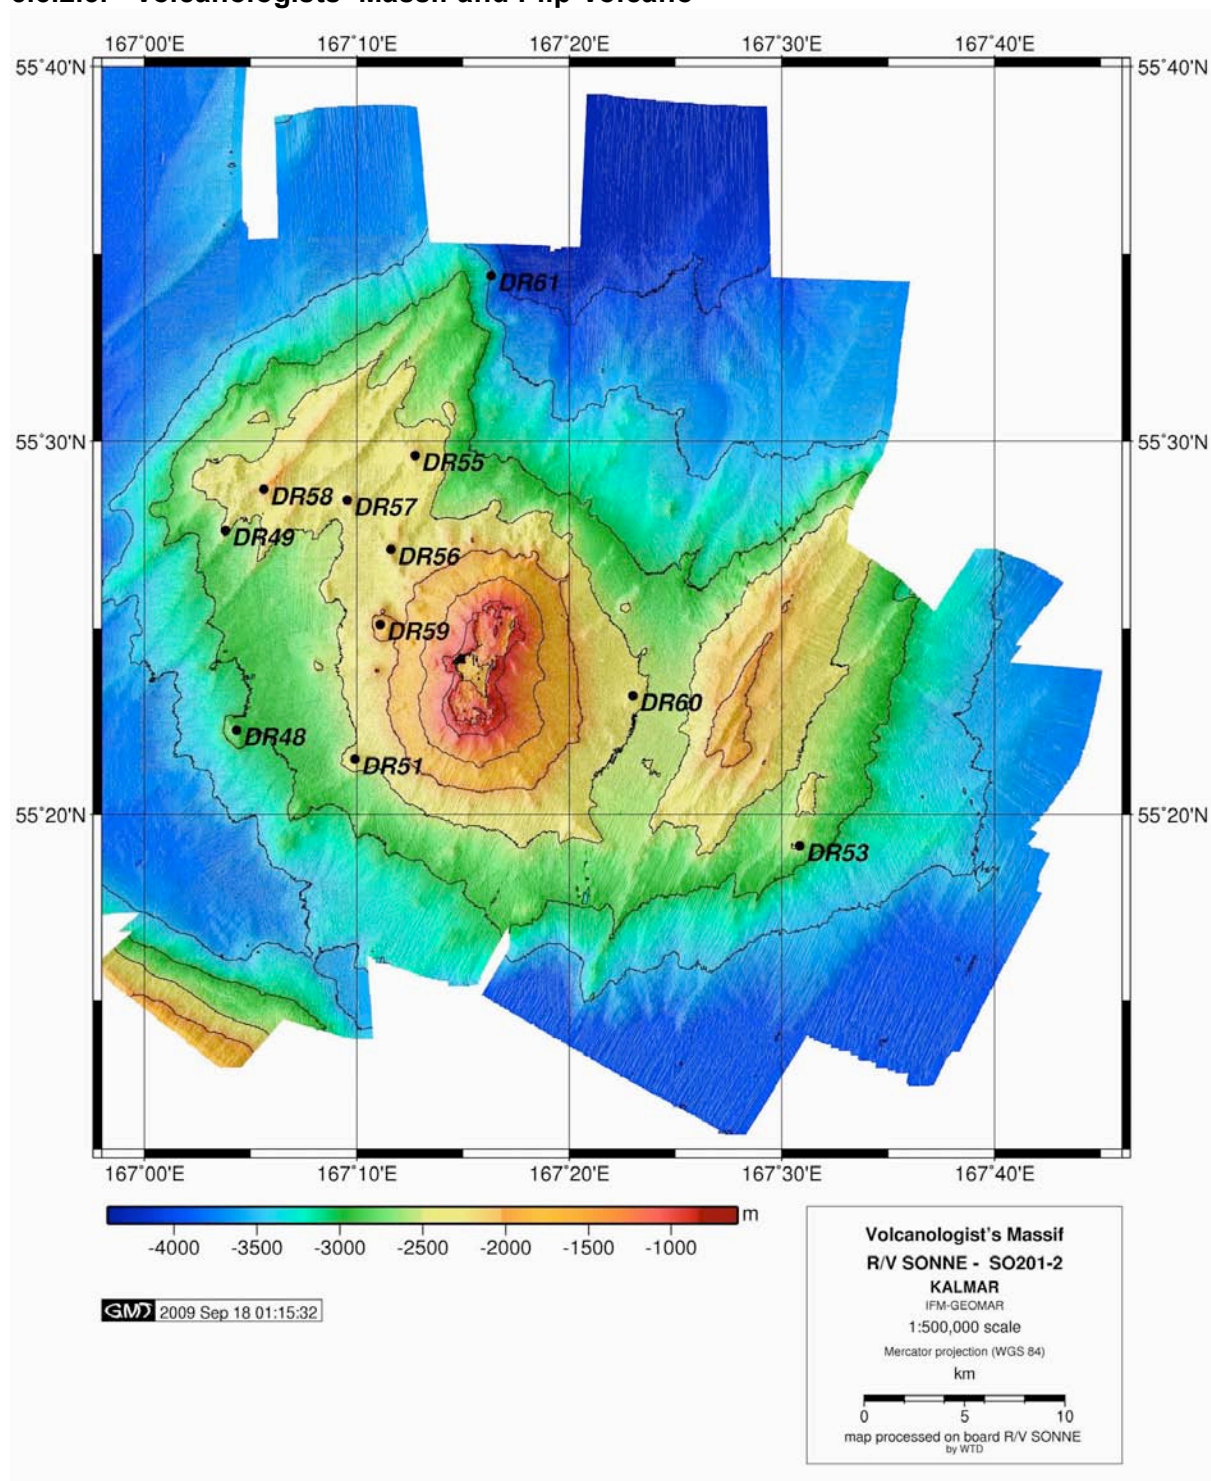 167°00'E 167°10'E 167°20'E 167°30'E 167°40'E
55°40'N 55°40'N
DR61
55°30'N 55°30'N
DR55
DR58
DR57
DR49
DR56
DR59
DR60
DR48
DR51
55°20'N 55°20'N
DR53
167°00'E 167°10'E 167°20'E 167°30'E 167°40'E
m
-4000 -3500 -3000 -2500 -2000 -1500 -1000
GMT 2009 Sep 18 01:15:32
Volcanologist's Massif
R/V SONNE - SO201-2
KALMAR
IFM-GEOMAR
1:500,000 scale
Mercator projection (WGS 84)
km
0 5 10
map processed on board R/V SONNE
by WTD